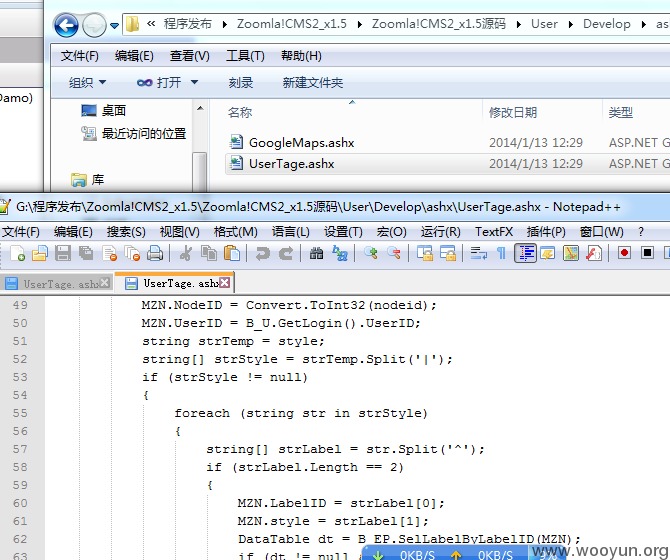 « 程序发布 Zoomla!CMS2_x1.5 Zoomla!CMS2_x1.5源码 User Develop as
文件(F) 编辑(E) 查看(V) 工具(T) 帮助(H)
组织 打开 刻录 新建文件夹
Damo)
桌面
最近访问的位置
库
名称 修改日期 类型
GoogleMaps.ashx 2014/1/13 12:29 ASP.NET G
UserTage.ashx 2014/1/13 12:29 ASP.NET G
G:\程序发布\Zoomla!CMS2_x1.5\Zoomla!CMS2_x1.5源码\User\Develop\ashx\UserTage.ashx - Notepad++
文件(F) 编辑(E) 搜索(S) 视图(V) 格式(M) 语言(L) 设置(T) 宏(O) 运行(R) TextFX 插件(P) 窗口(W) ?
UserTage.ashx UserTage.ashx
49 MZN.NodeID = Convert.ToInt32(nodeid);
50 MZN.UserID = B_U.GetLogin().UserID;
51 string strTemp = style;
52 string[] strStyle = strTemp.Split('|');
53 if (strStyle != null)
54 {
55 foreach (string str in strStyle)
56 {
57 string[] strLabel = str.Split('^');
58 if (strLabel.Length == 2)
59 {
60 MZN.LabelID = strLabel[0];
61 MZN.style = strLabel[1];
62 DataTable dt = B_EP.SelLabelByLabelID(MZN);
63 if (dt != null
0KB/S 0KB/S
www.wooyun.org